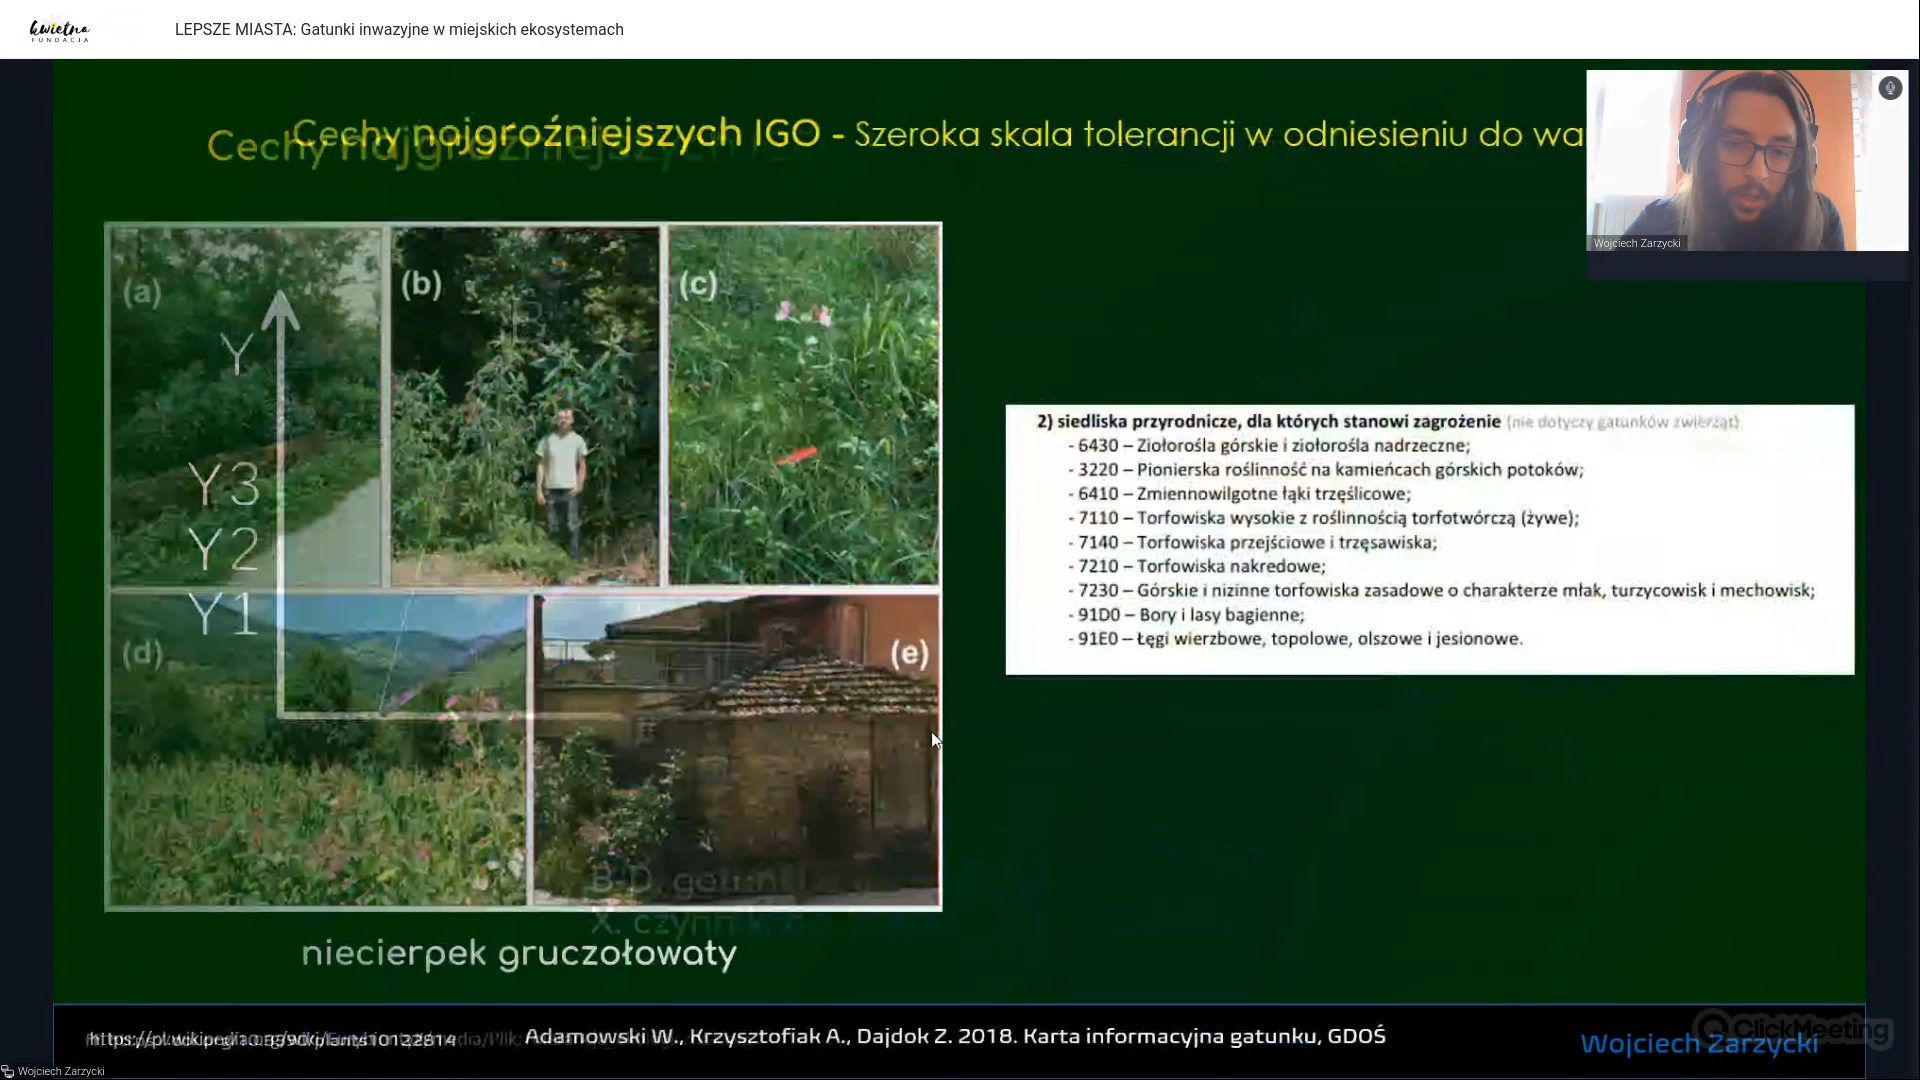 kwietna
FUNDACJA
LEPSZE MIASTA: Gatunki inwazyjne w miejskich ekosystemach
Cechy najgroźniejszych IGO - Szeroka skala tolerancji w odniesieniu do
Wojciech Zarzycki
(a)
(b)
(c)
Y
Y3
Y2
Y1
(d)
(e)
2) siedliska przyrodnicze, dla których stanowi zagrożenie (nie dotyczy gatunków zwierząt)
- 6430 – Ziołorośla górskie i ziołorośla nadrzeczne;
- 3220 – Pionierska roślinność na kamieńcach górskich potoków;
- 6410 – Zmiennowilgotne łąki trzęślicowe;
- 7110 – Torfowiska wysokie z roślinnością torfotwórczą (żywe);
- 7140 – Torfowiska przejściowe i trzęsawiska;
- 7210 – Torfowiska nakredowe;
- 7230 – Górskie i nizinne torfowiska zasadowe o charakterze młak, turzycowisk i mechowisk;
- 91D0 – Bory i lasy bagienne;
- 91E0 – Łęgi wierzbowe, topolowe, olszowe i jesionowe.
niecierpek gruczołowaty
Adamowski W., Krzysztofiak A., Dajdok Z. 2018. Karta informacyjna gatunku, GDOŚ
Wojciech Zarzycki
ClickMeeting
Wojciech Zarzycki